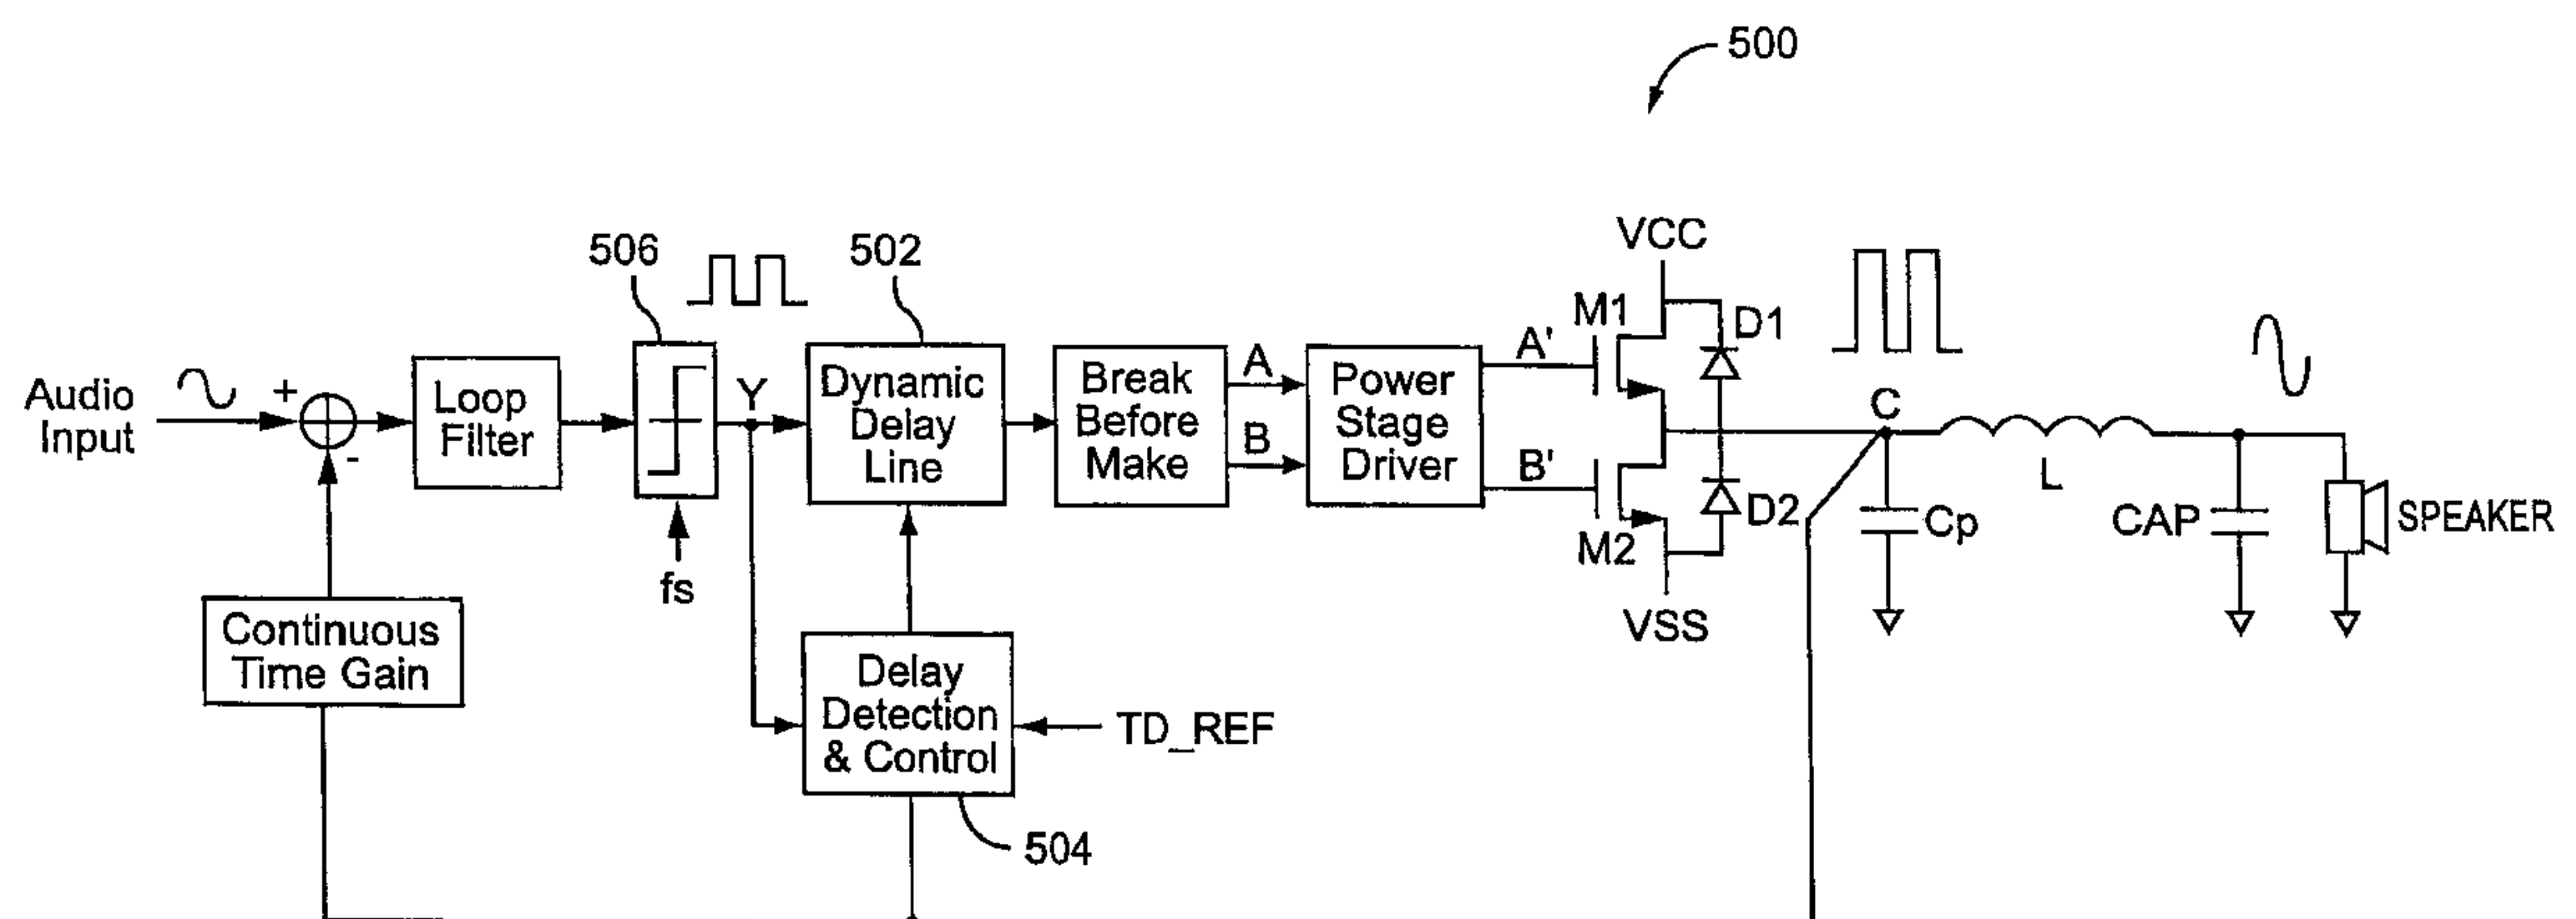 500
VCC
506
502
M1
D1
A'
Audio
Input
+
-
Loop
Filter
Y
Dynamic
Delay
Line
Break
Before
Make
A
B
Power
Stage
Driver
B'
M2
D2
C
L
Cp
CAP
SPEAKER
fs
VSS
Continuous
Time Gain
Delay
Detection
& Control
TD_REF
504